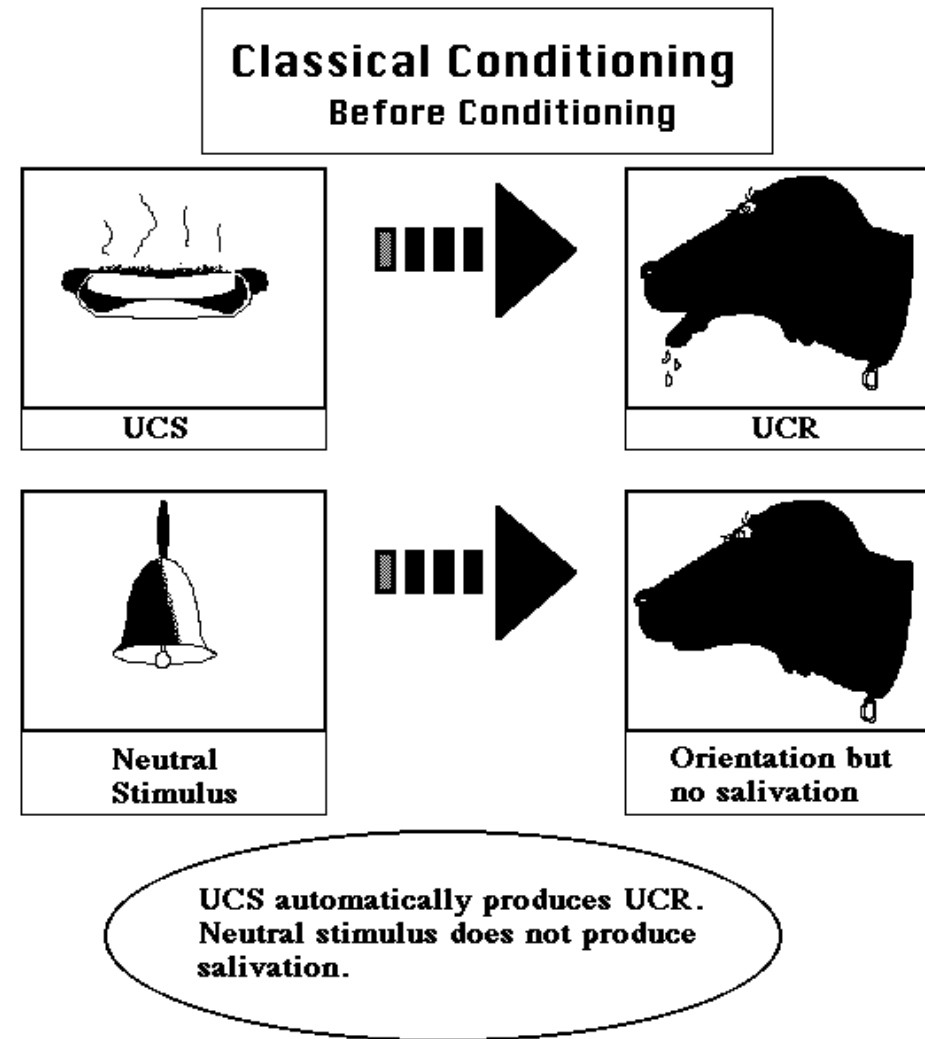 Classical Conditioning
Before Conditioning
UCS
UCR
Neutral
Stimulus
Orientation but
no salivation
UCS automatically produces UCR.
Neutral stimulus does not produce
salivation.